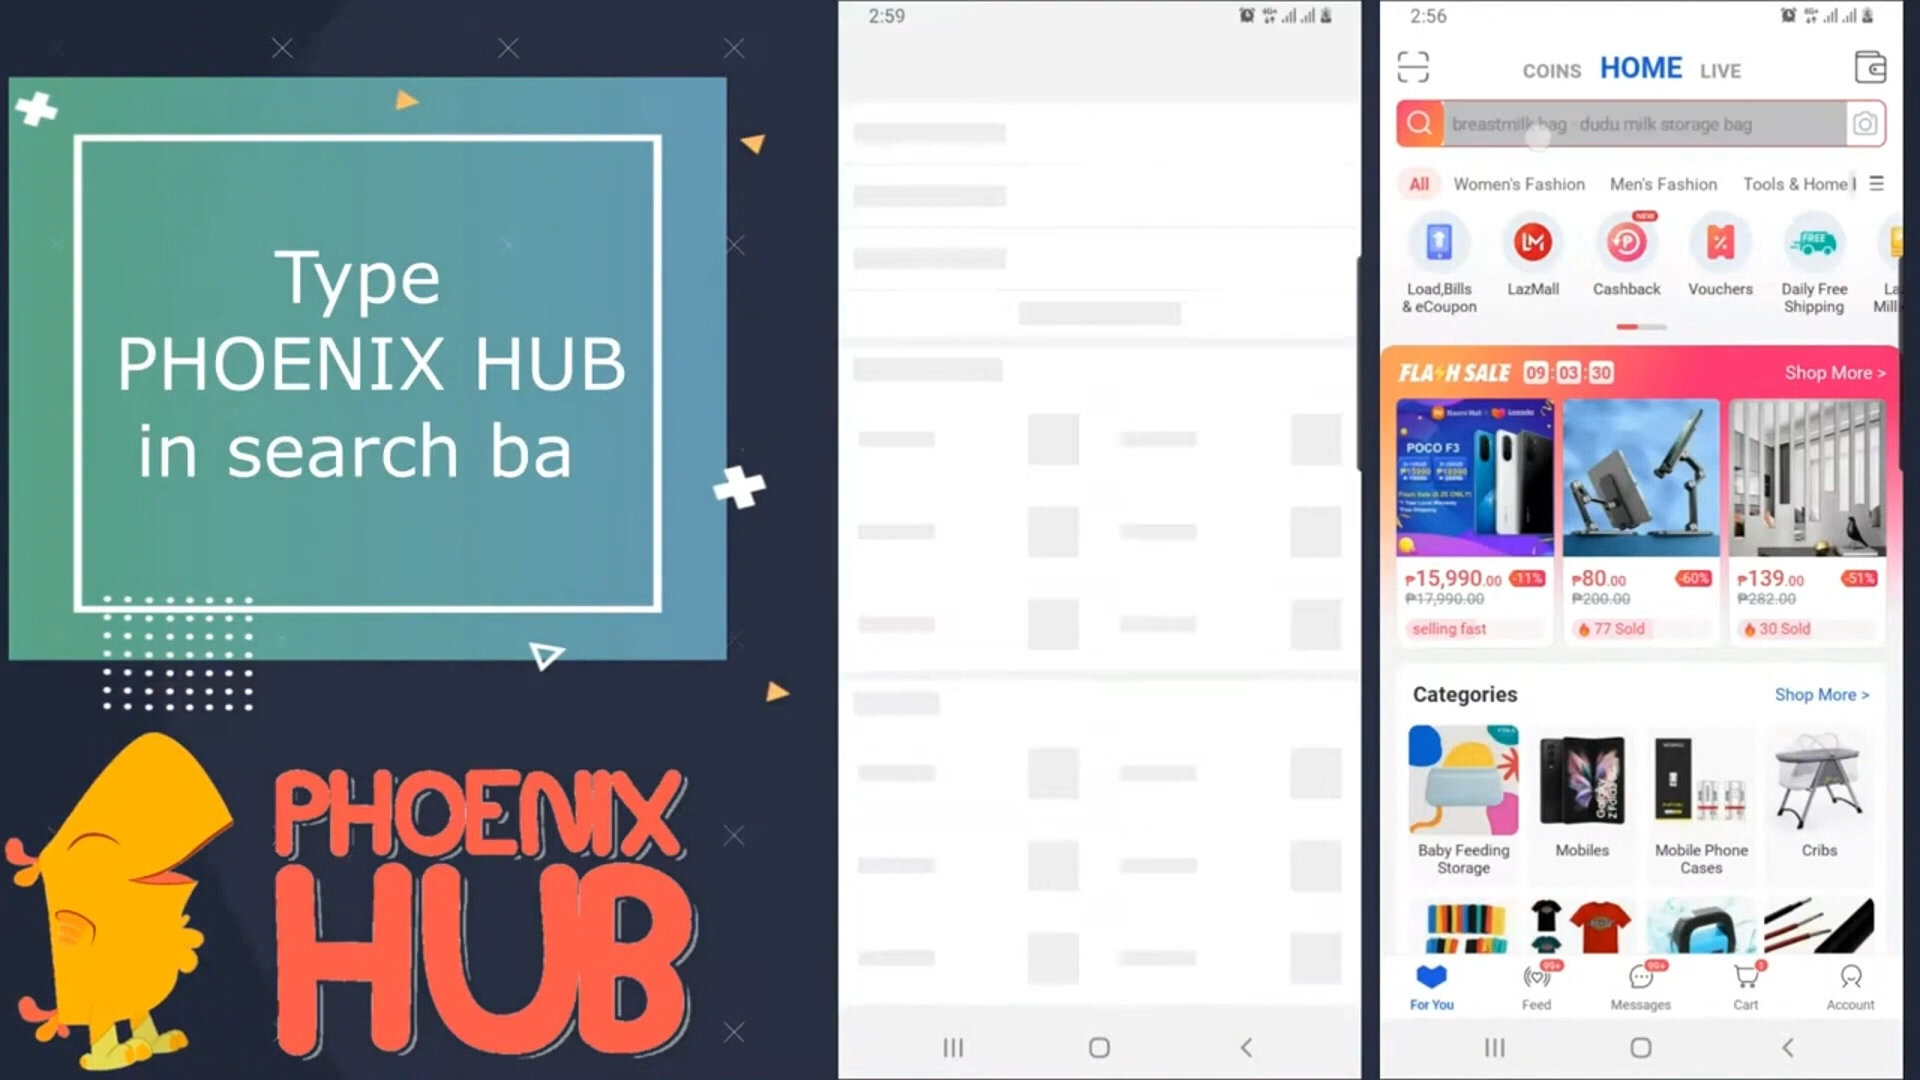 Type
PHOENIX HUB
in search ba
PHOENIX
HUB
2:59
2:56
COINS HOME LIVE
breastmilk bag - dudu milk storage bag
All Women's Fashion Men's Fashion Tools & Home
NEW
Load,Bills
& eCoupon
LazMall
Cashback
Vouchers
FREE
Daily Free
Shipping
La
Mill
FLASH SALE 09:03:30 Shop More >
POCO F3
₱15,990.00 -11%
₱17,990.00
selling fast
₱80.00 -60%
₱200.00
77 Sold
₱139.00 -51%
₱282.00
30 Sold
Categories Shop More >
Baby Feeding
Storage
Mobiles
Mobile Phone
Cases
Cribs
99+ 99+ 1
For You Feed Messages Cart Account